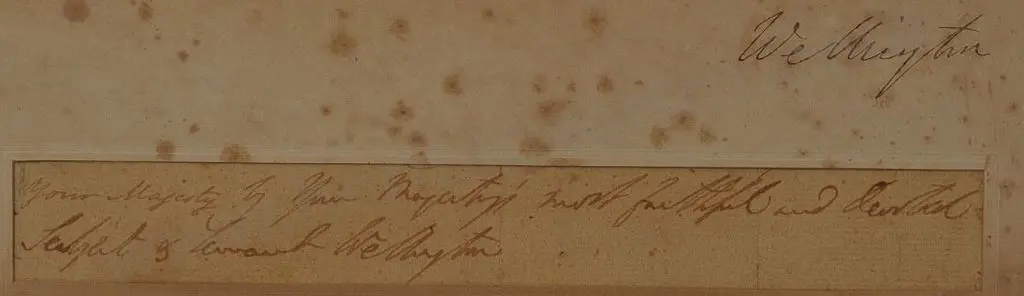 Wellington
Your Majesty by Your Majesty's most faithful and devoted
Subject & Servant Wellington